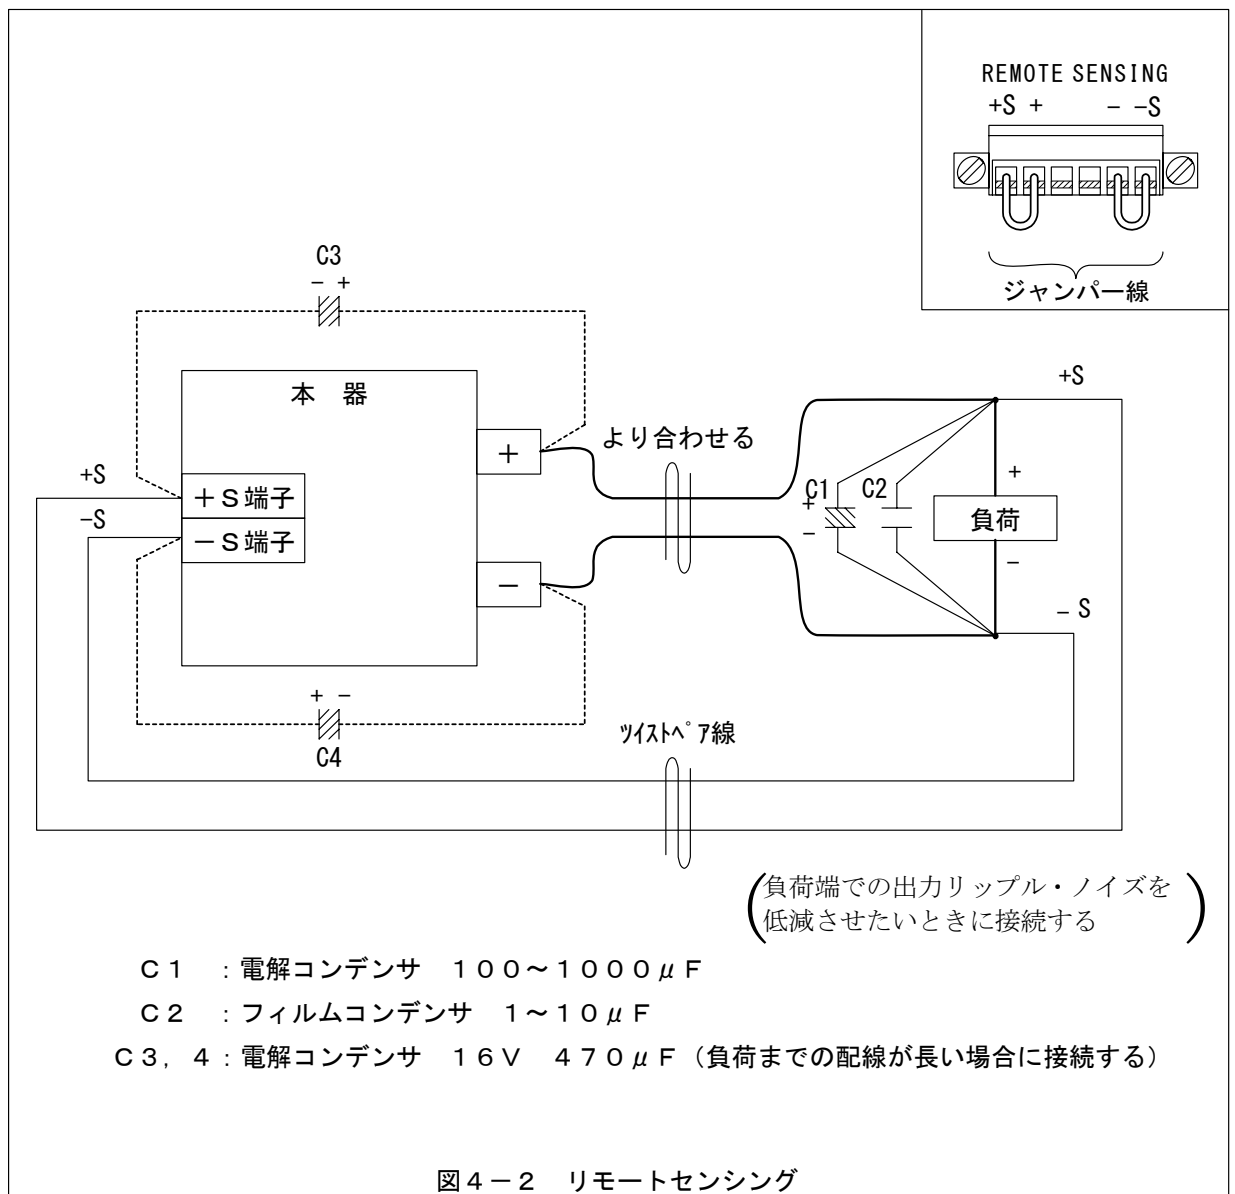 REMOTE SENSING
+S + - -S
ジャンパー線
C3
- +
本 器
+S
+
より合わせる
+S
+S端子
C1 C2
+
+
-S
-S端子
-
負荷
-
-
-S
+ -
C4
ツイストペア線
(負荷端での出力リップル・ノイズを
低減させたいときに接続する)
C1 :電解コンデンサ 100~1000μF
C2 :フィルムコンデンサ 1~10μF
C3, 4:電解コンデンサ 16V 470μF(負荷までの配線が長い場合に接続する)
図4-2 リモートセンシング